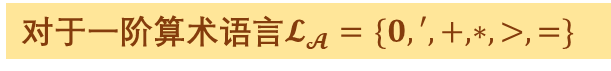 对于一阶算术语言𝓛_𝓐 = {𝟎, ′, +, ∗, >, =}